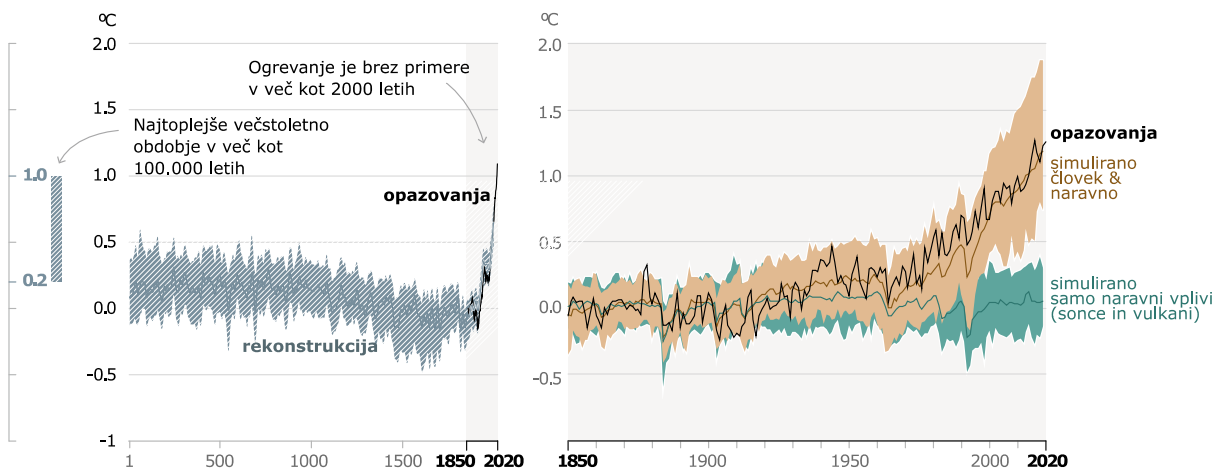 ºC
2.0
Ogrevanje je brez primere
v več kot 2000 letih
1.5
Najtoplejše večstoletno
obdobje v več kot
100,000 letih
1.0
1.0
opazovanja
0.5
0.2
0.0
rekonstrukcija
−0.5
-1
1
500
1000
1500
1850
2020
ºC
2.0
1.5
opazovanja
simulirano
človek &
naravno
1.0
0.5
simulirano
samo naravni vplivi
(sonce in vulkani)
0.0
−0.5
1850
1900
1950
2000
2020